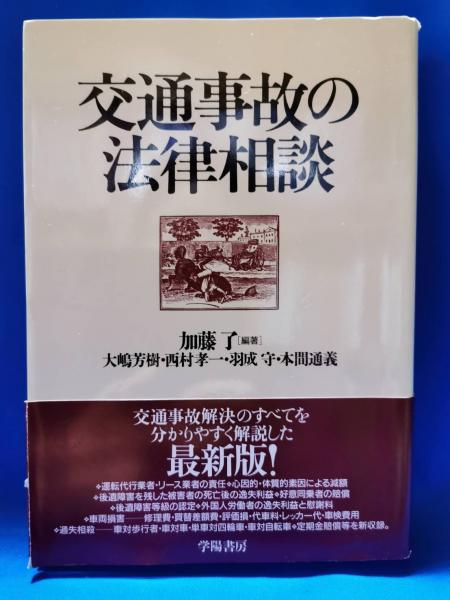 交通事故の
法律相談
加藤 了[編著]
大嶋芳樹・西村孝一・羽成 守・本間通義
交通事故解決のすべてを
分かりやすく解説した
最新版!
❖運転代行業者・リース業者の責任❖心因的・体質的素因による減額
❖後遺障害を残した被害者の死亡後の逸失利益❖好意同乗者の賠償
❖後遺障害等級の認定❖外国人労働者の逸失利益と慰謝料
❖車両損害──修理費・買替差額費・評価損・代車料・レッカー代・車検費用
❖過失相殺──車対歩行者・車対車・単車対四輪車・車対自転車❖定期金賠償等を新収録。
学陽書房